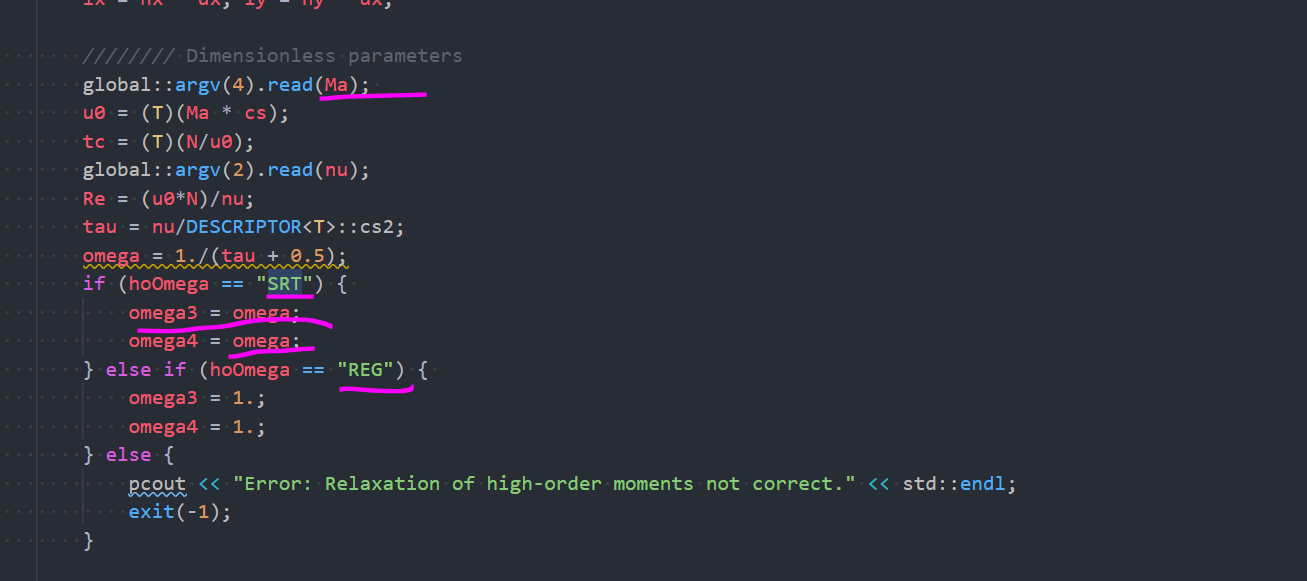 lx = nx * dx; ly = ny * dx;
//////// Dimensionless parameters
global::argv(4).read(Ma);
u0 = (T)(Ma * cs);
tc = (T)(N/u0);
global::argv(2).read(nu);
Re = (u0*N)/nu;
tau = nu/DESCRIPTOR<T>::cs2;
omega = 1./(tau + 0.5);
if (hoOmega == "SRT") {
omega3 = omega;
omega4 = omega;
} else if (hoOmega == "REG") {
omega3 = 1.;
omega4 = 1.;
} else {
pcout << "Error: Relaxation of high-order moments not correct." << std::endl;
exit(-1);
}